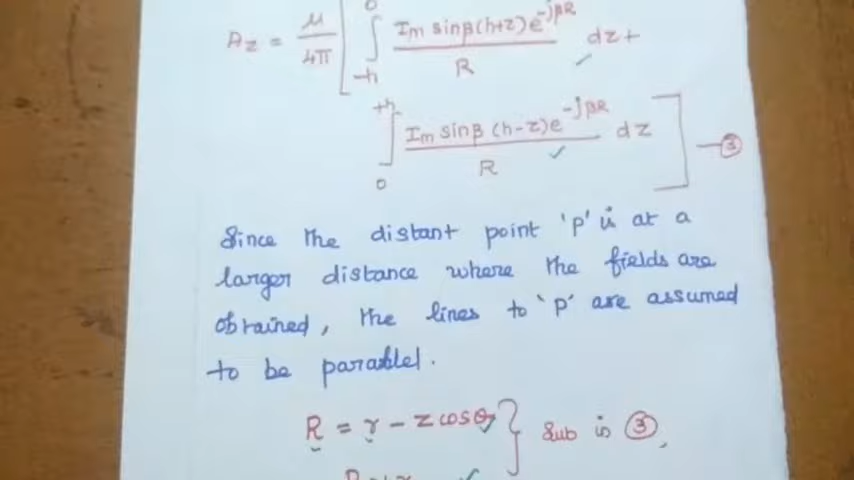 Az = μ/4π [ ∫_{-h}^{0} Im sinβ(h+z)e^{-jβR} / R dz +
∫_{0}^{+h} Im sinβ (h-z)e^{-jβR} / R dz ] — ③
Since the distant point 'p' is at a
larger distance where the fields are
obtained, the lines to 'p' are assumed
to be parallel.
R = r - z cosθ } Sub in ③,